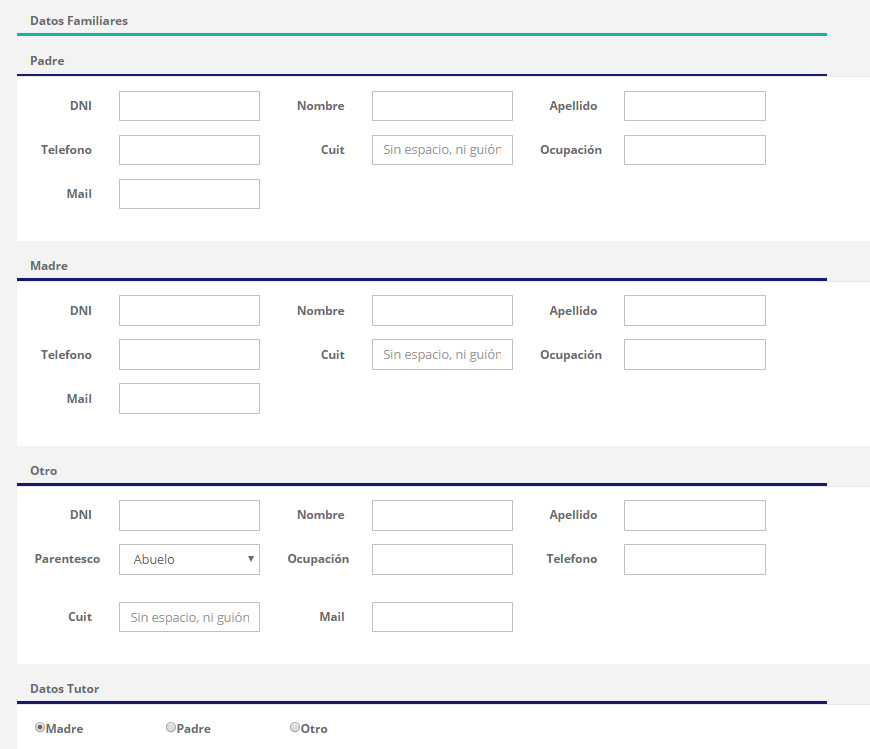 Datos Familiares
Padre
DNI Nombre Apellido
Telefono Cuit Sin espacio, ni guión Ocupación
Mail
Madre
DNI Nombre Apellido
Telefono Cuit Sin espacio, ni guión Ocupación
Mail
Otro
DNI Nombre Apellido
Parentesco Abuelo Ocupación Telefono
Cuit Sin espacio, ni guión Mail
Datos Tutor
Madre Padre Otro